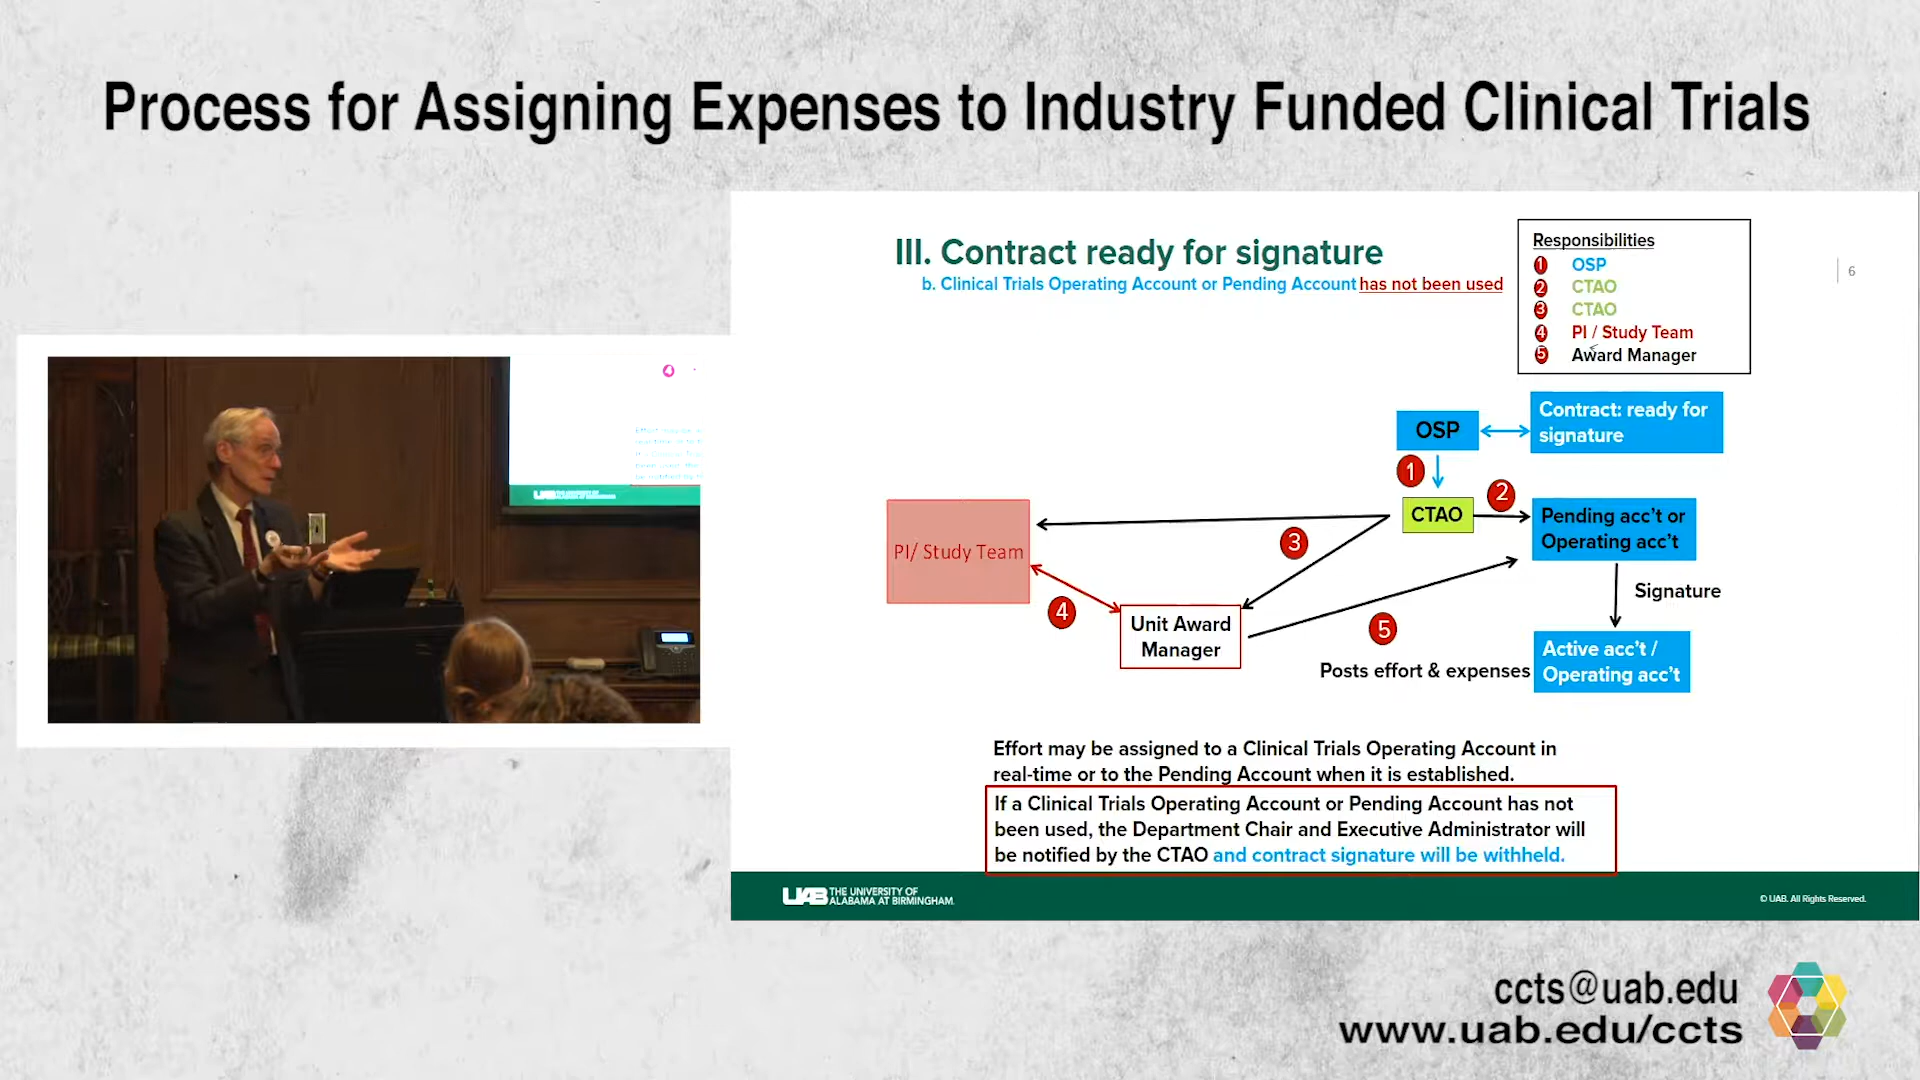 Process for Assigning Expenses to Industry Funded Clinical Trials
III. Contract ready for signature
b. Clinical Trials Operating Account or Pending Account has not been used
Responsibilities
1 OSP
2 CTAO
3 CTAO
4 PI / Study Team
5 Award Manager
6
OSP
Contract: ready for
signature
1
CTAO
2
Pending acc't or
Operating acc't
PI/ Study Team
3
Signature
4
Unit Award
Manager
5
Posts effort & expenses
Active acc't /
Operating acc't
Effort may be assigned to a Clinical Trials Operating Account in
real-time or to the Pending Account when it is established.
If a Clinical Trials Operating Account or Pending Account has not
been used, the Department Chair and Executive Administrator will
be notified by the CTAO and contract signature will be withheld.
UAB THE UNIVERSITY OF
ALABAMA AT BIRMINGHAM.
© UAB. All Rights Reserved.
4
UAB
ccts@uab.edu
www.uab.edu/ccts